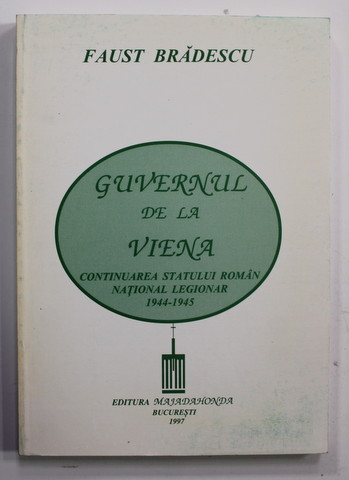 FAUST BRĂDESCU
GUVERNUL
DE LA
VIENA
CONTINUAREA STATULUI ROMÂN
NAȚIONAL LEGIONAR
1944-1945
EDITURA MAJADAHONDA
BUCUREȘTI
1997